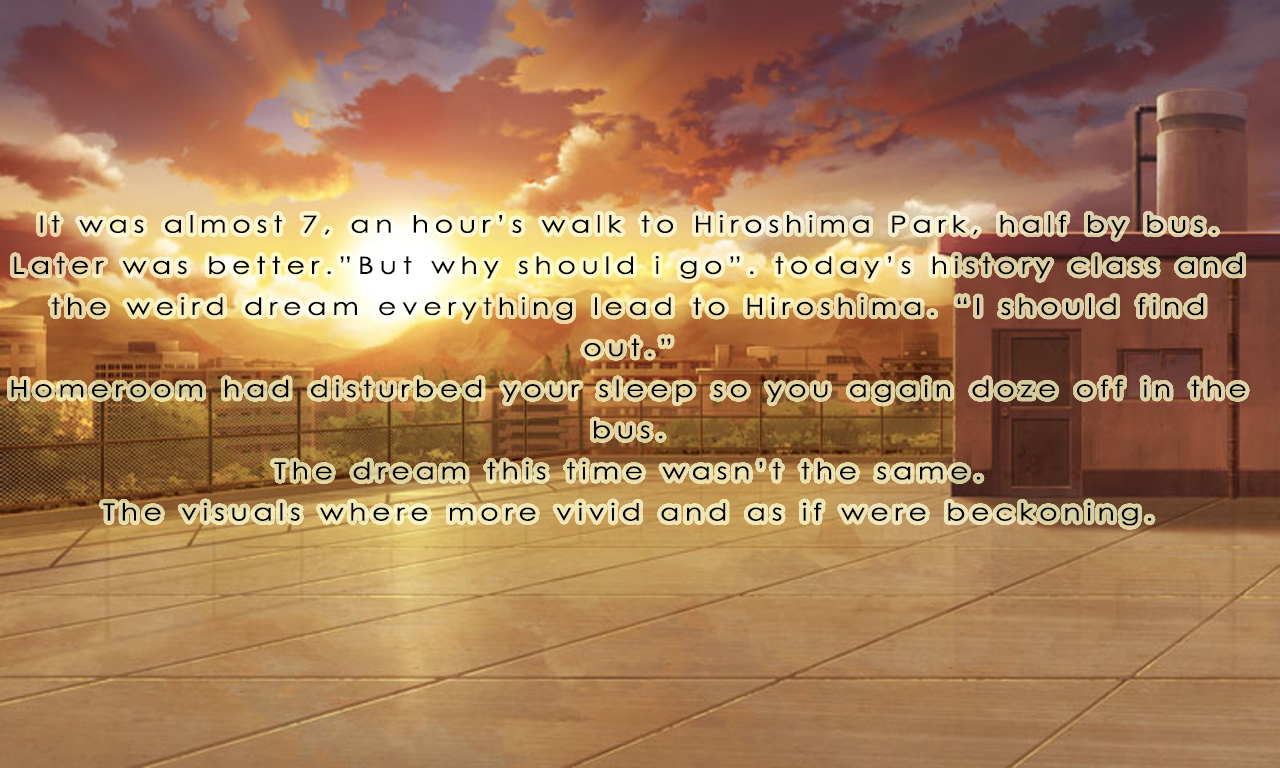 It was almost 7, an hour's walk to Hiroshima Park, half by bus.
Later was better."But why should i go". today's history class and
the weird dream everything lead to Hiroshima. "I should find
out."
Homeroom had disturbed your sleep so you again doze off in the
bus.
The dream this time wasn't the same.
The visuals where more vivid and as if were beckoning.